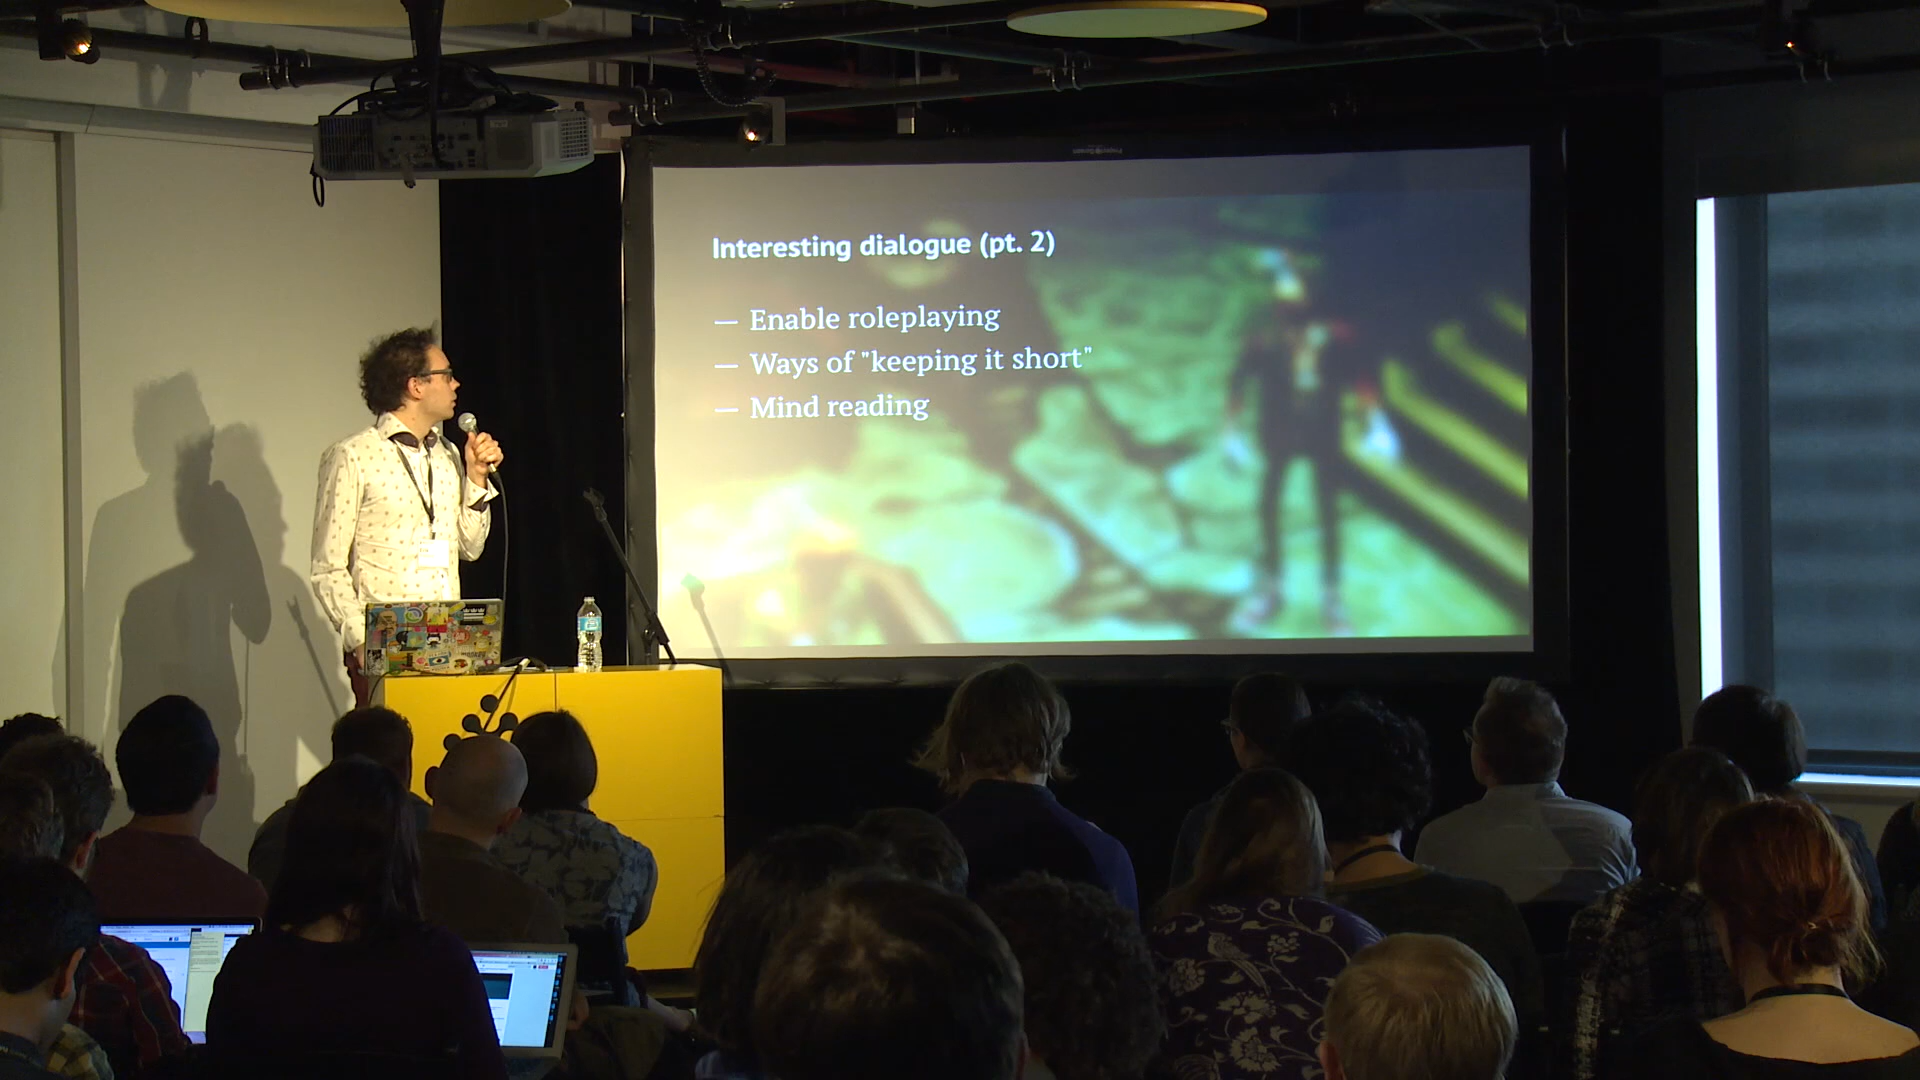 Interesting dialogue (pt. 2)
— Enable roleplaying
— Ways of "keeping it short"
— Mind reading